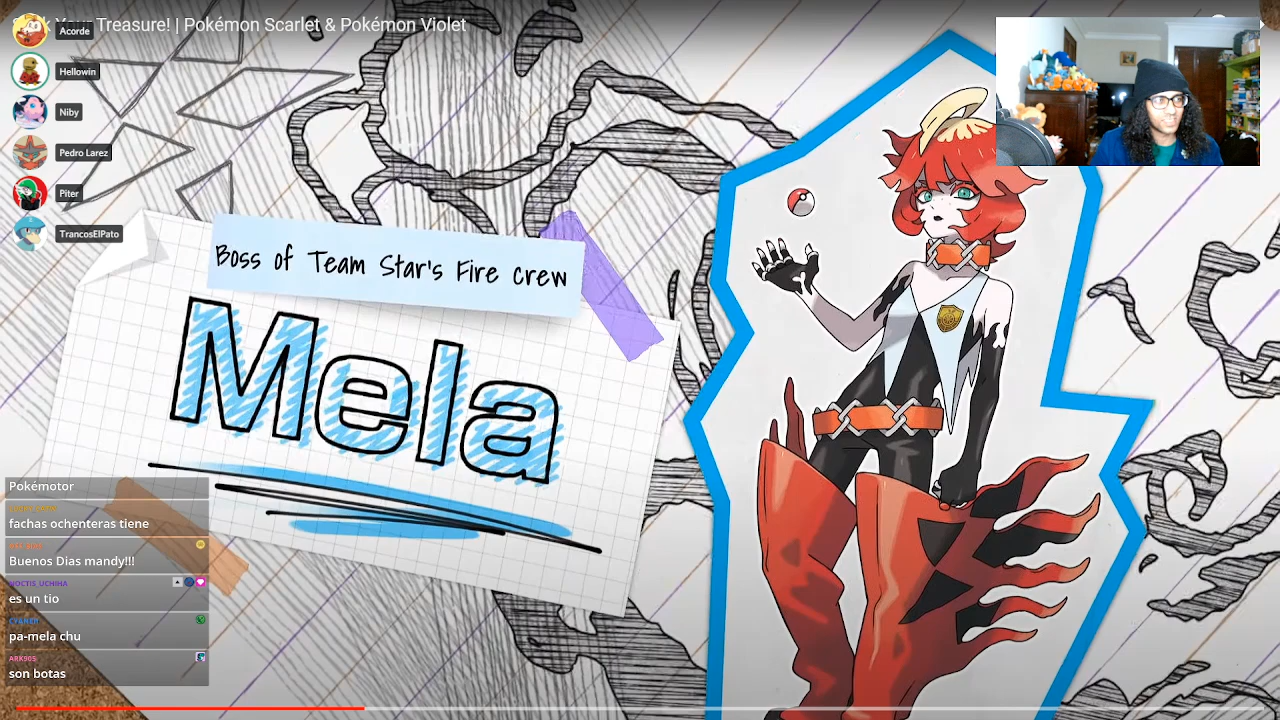 Treasure! | Pokémon Scarlet & Pokémon Violet
Acorde
Hellowin
Niby
Pedro Larez
Piter
TrancosElPato
Boss of Team Star's Fire crew
Mela
Pokémotor
fachas ochenteras tiene
Buenos Dias mandy!!!
NOCTIS_UCHIHA
es un tio
pa-mela chu
ARK90S
son botas